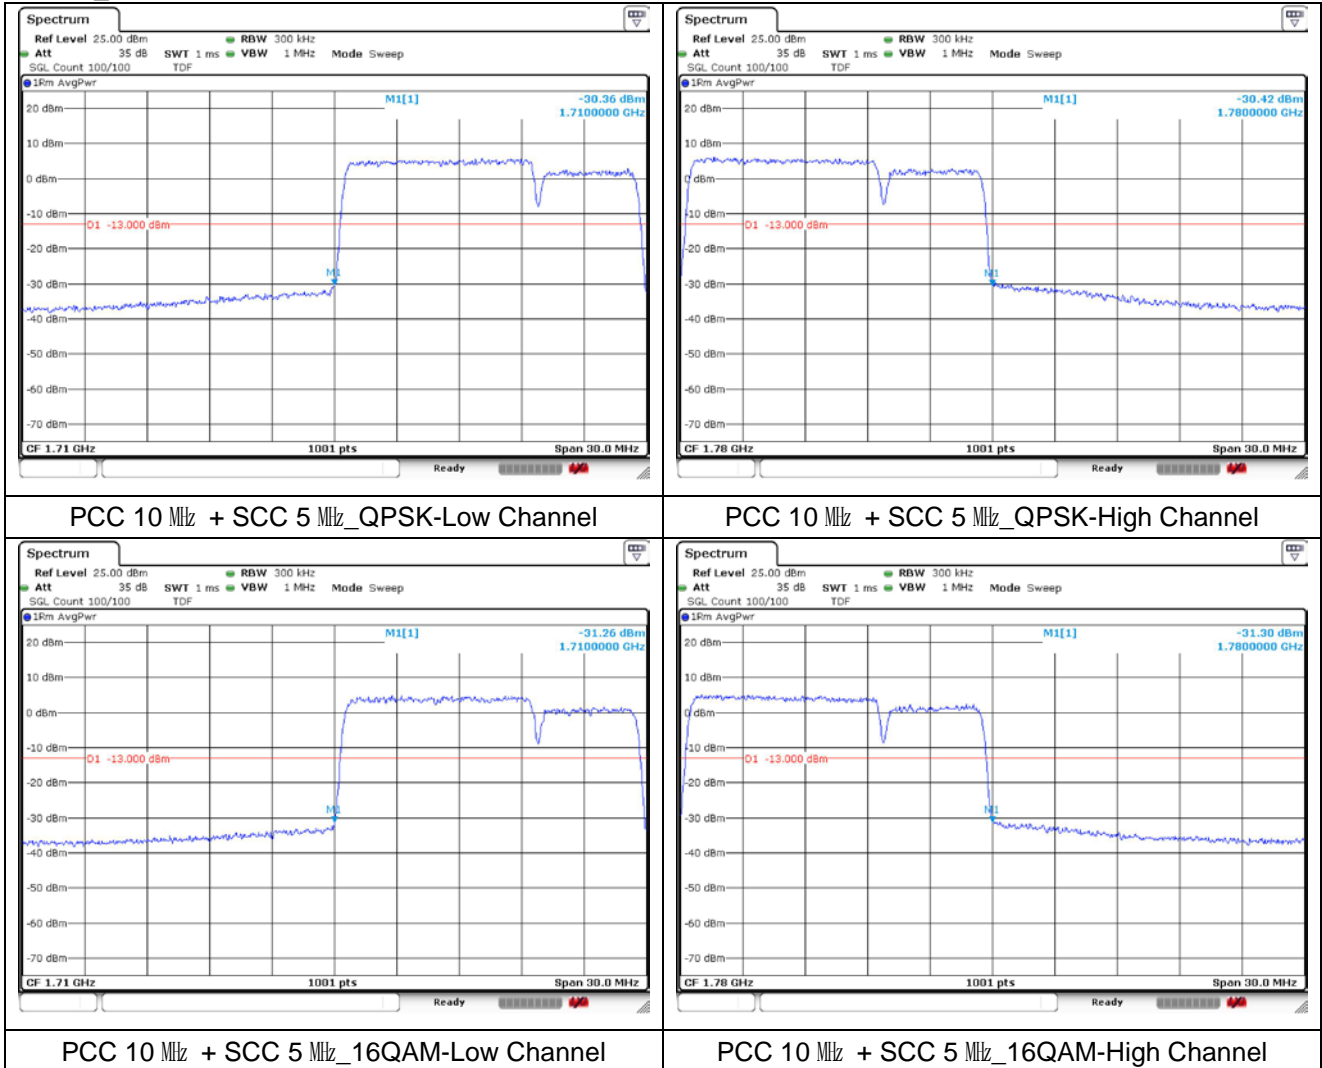 Spectrum
Ref Level 25.00 dBm RBW 300 kHz
Att 35 dB SWT 1 ms VBW 1 MHz Mode Sweep
SGL Count 100/100 TDF
1Rm AvgPwr
M1[1] -30.36 dBm
1.7100000 GHz
20 dBm
10 dBm
0 dBm
-10 dBm
D1 -13.000 dBm
-20 dBm
M1
-30 dBm
-40 dBm
-50 dBm
-60 dBm
-70 dBm
CF 1.71 GHz 1001 pts Span 30.0 MHz
Ready
PCC 10 ㎒ + SCC 5 ㎒_QPSK-Low Channel
Spectrum
Ref Level 25.00 dBm RBW 300 kHz
Att 35 dB SWT 1 ms VBW 1 MHz Mode Sweep
SGL Count 100/100 TDF
1Rm AvgPwr
M1[1] -30.42 dBm
1.7800000 GHz
20 dBm
10 dBm
0 dBm
-10 dBm
D1 -13.000 dBm
-20 dBm
M1
-30 dBm
-40 dBm
-50 dBm
-60 dBm
-70 dBm
CF 1.78 GHz 1001 pts Span 30.0 MHz
Ready
PCC 10 ㎒ + SCC 5 ㎒_QPSK-High Channel
Spectrum
Ref Level 25.00 dBm RBW 300 kHz
Att 35 dB SWT 1 ms VBW 1 MHz Mode Sweep
SGL Count 100/100 TDF
1Rm AvgPwr
M1[1] -31.26 dBm
1.7100000 GHz
20 dBm
10 dBm
0 dBm
-10 dBm
D1 -13.000 dBm
-20 dBm
M1
-30 dBm
-40 dBm
-50 dBm
-60 dBm
-70 dBm
CF 1.71 GHz 1001 pts Span 30.0 MHz
Ready
PCC 10 ㎒ + SCC 5 ㎒_16QAM-Low Channel
Spectrum
Ref Level 25.00 dBm RBW 300 kHz
Att 35 dB SWT 1 ms VBW 1 MHz Mode Sweep
SGL Count 100/100 TDF
1Rm AvgPwr
M1[1] -31.30 dBm
1.7800000 GHz
20 dBm
10 dBm
0 dBm
-10 dBm
D1 -13.000 dBm
-20 dBm
M1
-30 dBm
-40 dBm
-50 dBm
-60 dBm
-70 dBm
CF 1.78 GHz 1001 pts Span 30.0 MHz
Ready
PCC 10 ㎒ + SCC 5 ㎒_16QAM-High Channel